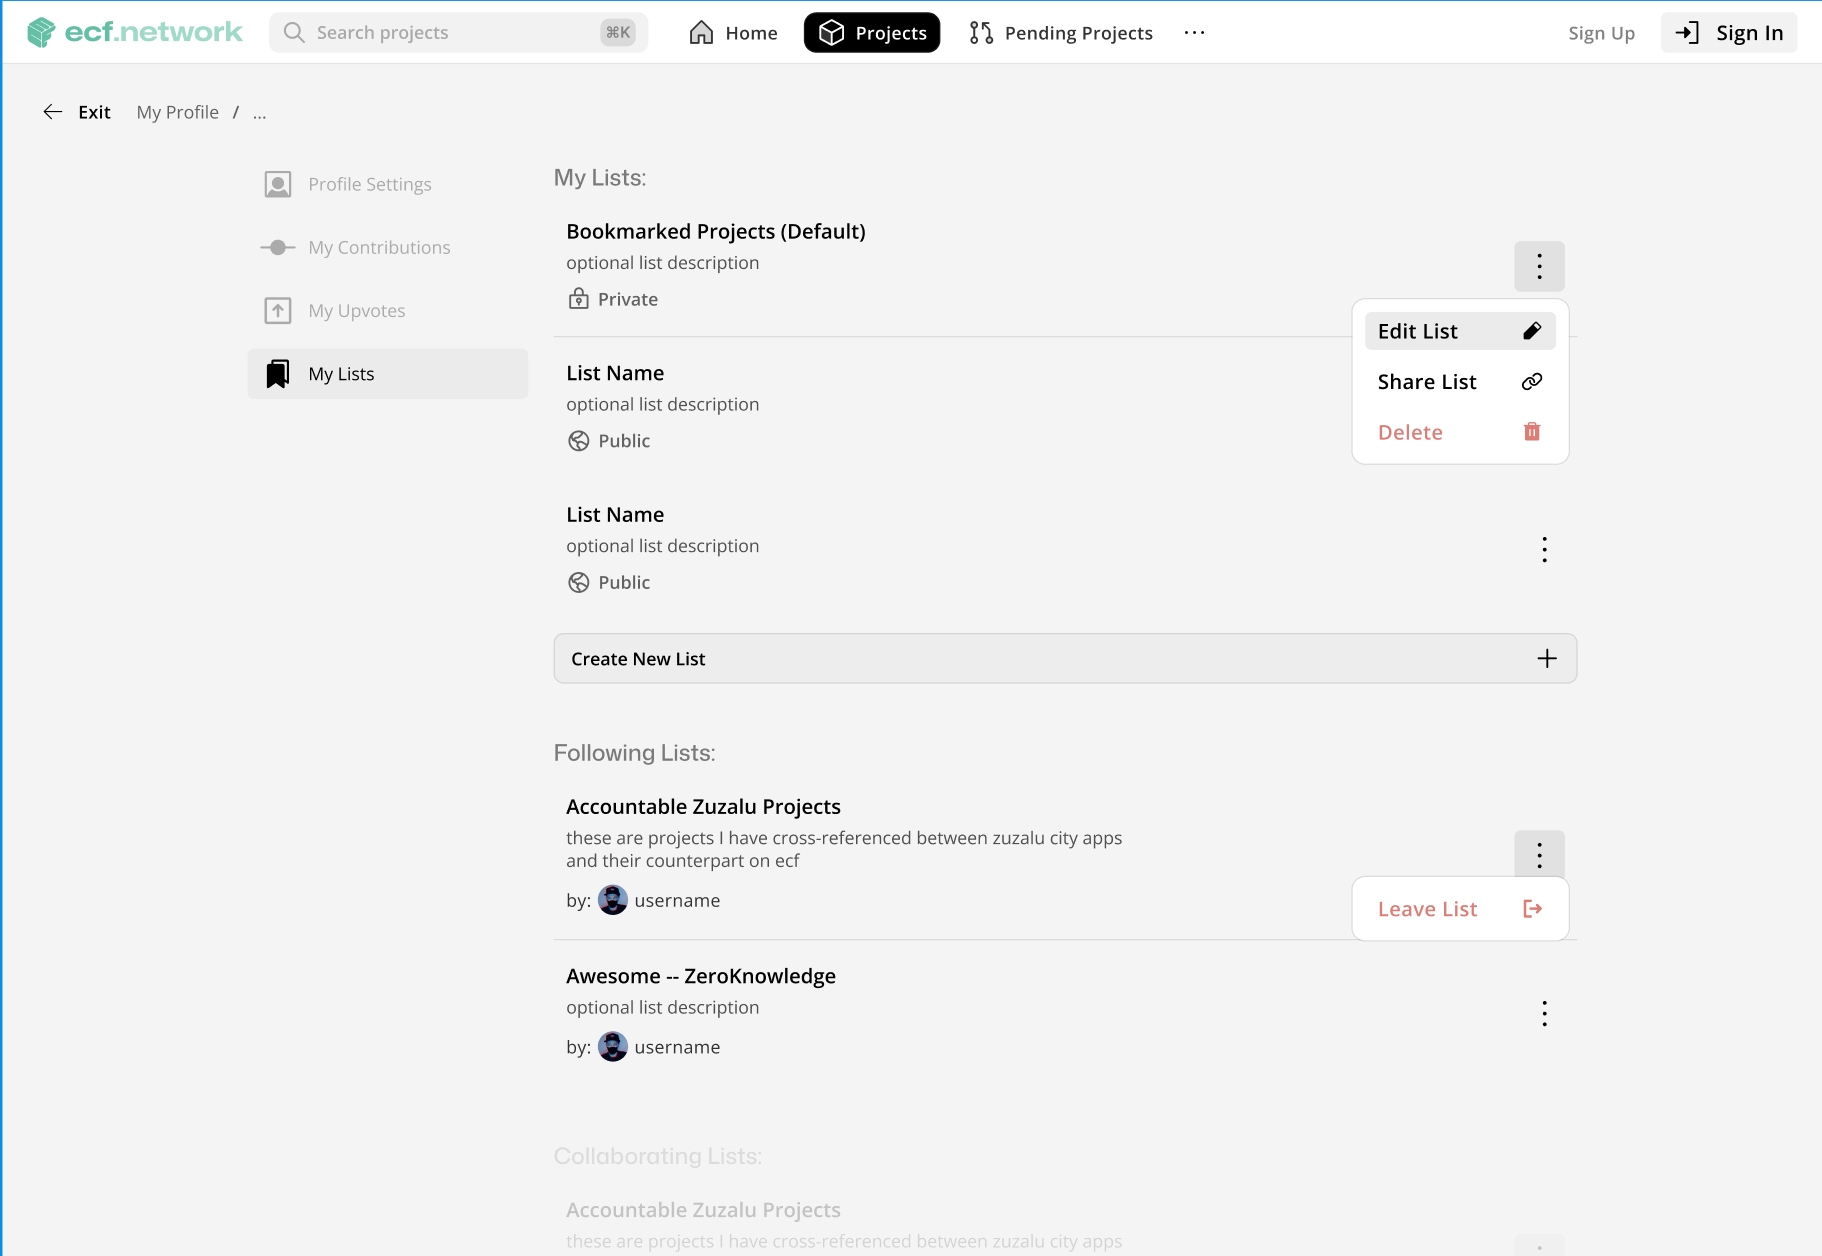 ecf.network
Search projects
⌘K
Home
Projects
Pending Projects
...
Sign Up
Sign In
Exit
My Profile / ...
Profile Settings
My Contributions
My Upvotes
My Lists
My Lists:
Bookmarked Projects (Default)
optional list description
Private
Edit List
Share List
Delete
List Name
optional list description
Public
List Name
optional list description
Public
Create New List
Following Lists:
Accountable Zuzalu Projects
these are projects I have cross-referenced between zuzalu city apps
and their counterpart on ecf
by: username
Leave List
Awesome -- ZeroKnowledge
optional list description
by: username
Collaborating Lists:
Accountable Zuzalu Projects
these are projects I have cross-referenced between zuzalu city apps